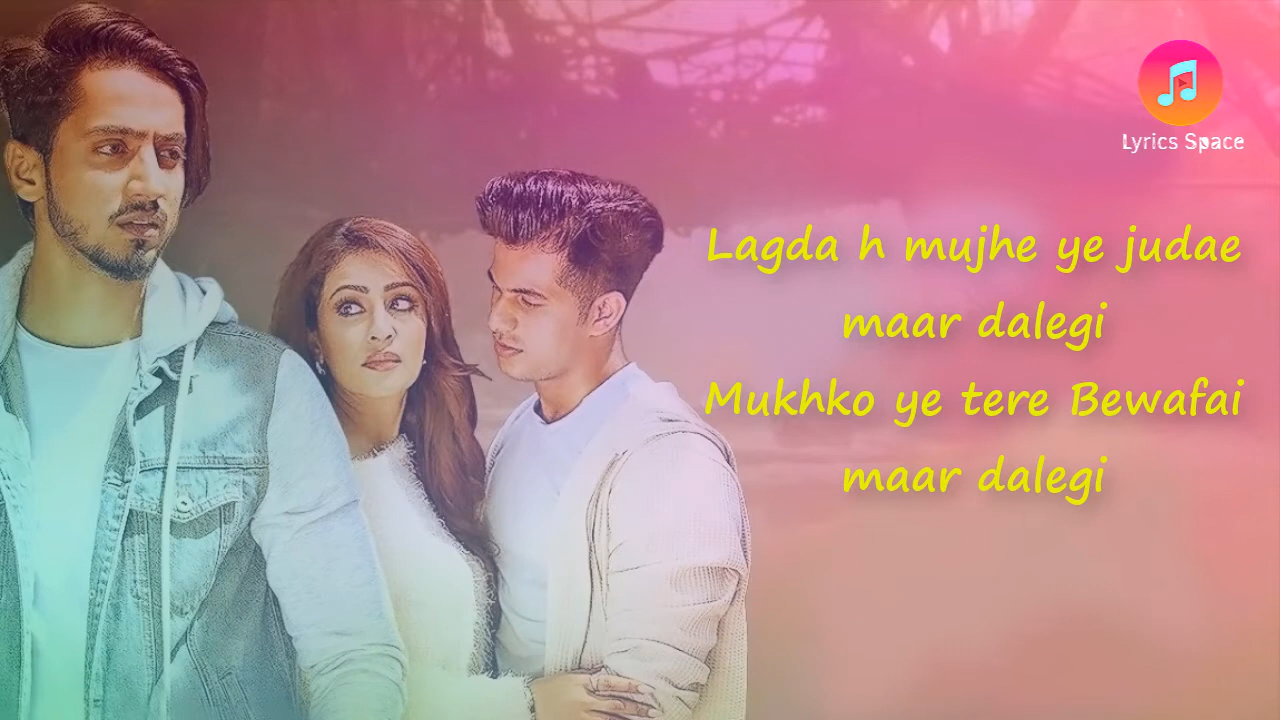 Lyrics Space
Lagda h mujhe ye judae
maar dalegi
Mukhko ye tere Bewafai
maar dalegi